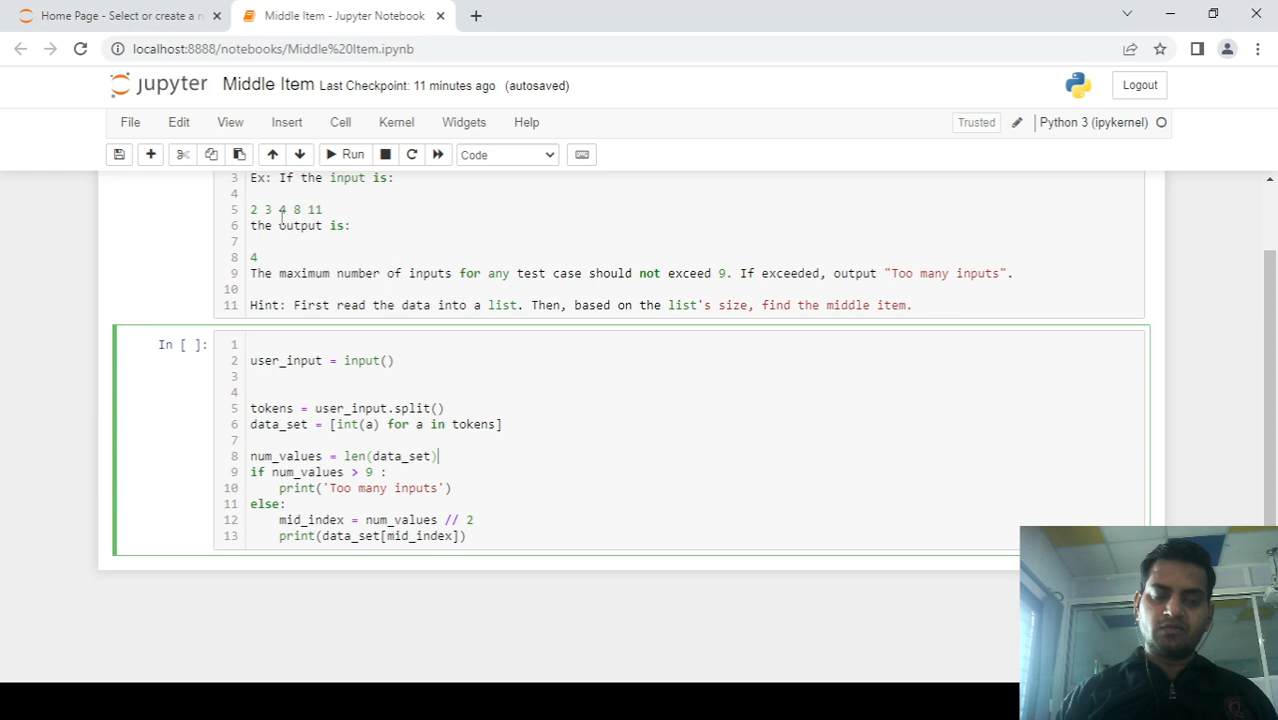 Home Page - Select or create a n
Middle Item - Jupyter Notebook
localhost:8888/notebooks/Middle%20Item.ipynb
jupyter Middle Item Last Checkpoint: 11 minutes ago (autosaved)
Logout
File Edit View Insert Cell Kernel Widgets Help
Trusted Python 3 (ipykernel)
Run Code
3 Ex: If the input is:
4
5 2 3 4 8 11
6 the output is:
7
8 4
9 The maximum number of inputs for any test case should not exceed 9. If exceeded, output "Too many inputs".
10
11 Hint: First read the data into a list. Then, based on the list's size, find the middle item.
In [ ]:
1
2 user_input = input()
3
4
5 tokens = user_input.split()
6 data_set = [int(a) for a in tokens]
7
8 num_values = len(data_set)
9 if num_values > 9 :
10 print('Too many inputs')
11 else:
12 mid_index = num_values // 2
13 print(data_set[mid_index])